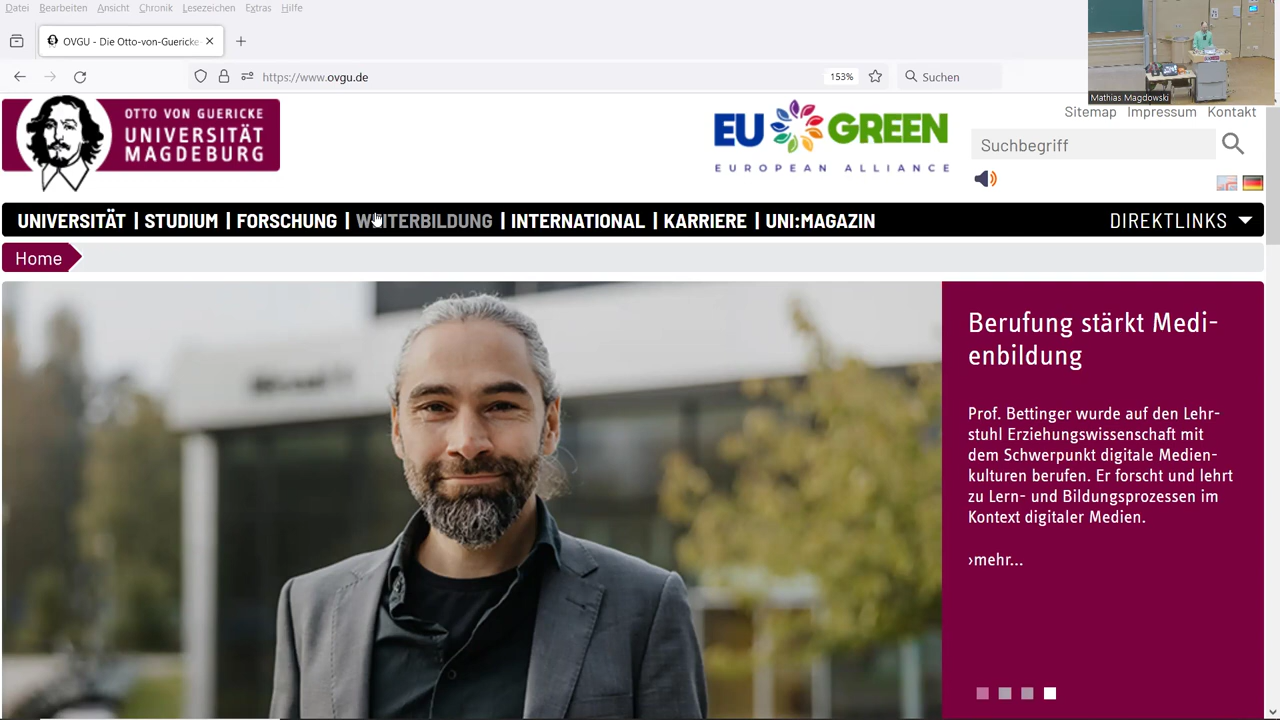 Datei Bearbeiten Ansicht Chronik Lesezeichen Extras Hilfe
OVGU - Die Otto-von-Guericke
https://www.ovgu.de
153%
Suchen
Mathias Magdowski
OTTO VON GUERICKE
UNIVERSITÄT
MAGDEBURG
EU GREEN
EUROPEAN ALLIANCE
Sitemap Impressum Kontakt
Suchbegriff
UNIVERSITÄT | STUDIUM | FORSCHUNG | WEITERBILDUNG | INTERNATIONAL | KARRIERE | UNI:MAGAZIN
DIREKTLINKS
Home
Berufung stärkt Medi-
enbildung
Prof. Bettinger wurde auf den Lehr-
stuhl Erziehungswissenschaft mit
dem Schwerpunkt digitale Medien-
kulturen berufen. Er forscht und lehrt
zu Lern- und Bildungsprozessen im
Kontext digitaler Medien.
›mehr...